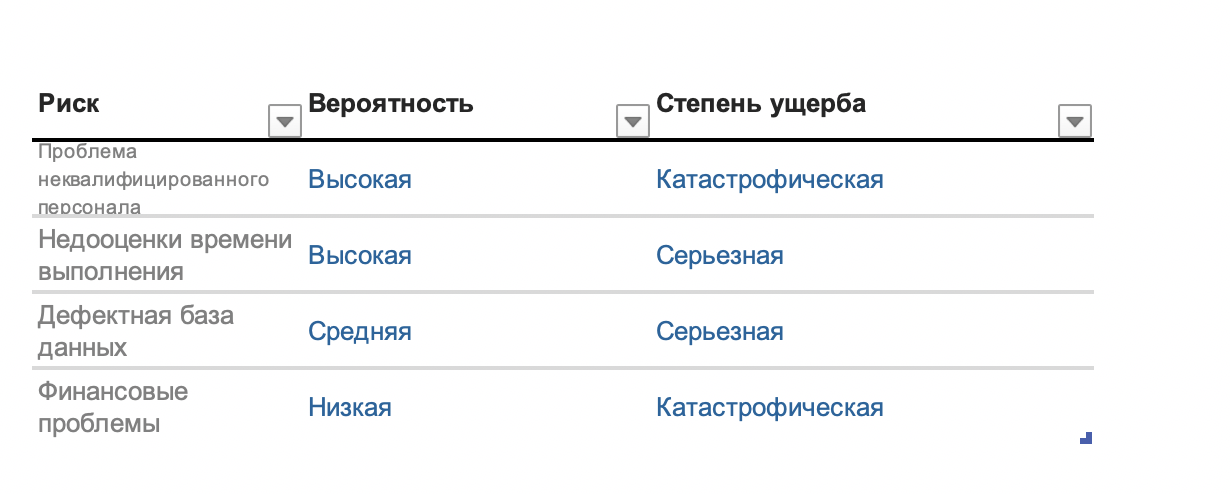 Риск Вероятность Степень ущерба
Проблема
неквалифицированного Высокая Катастрофическая
персонала
Недооценки времени
выполнения Высокая Серьезная
Дефектная база
данных Средняя Серьезная
Финансовые
проблемы Низкая Катастрофическая